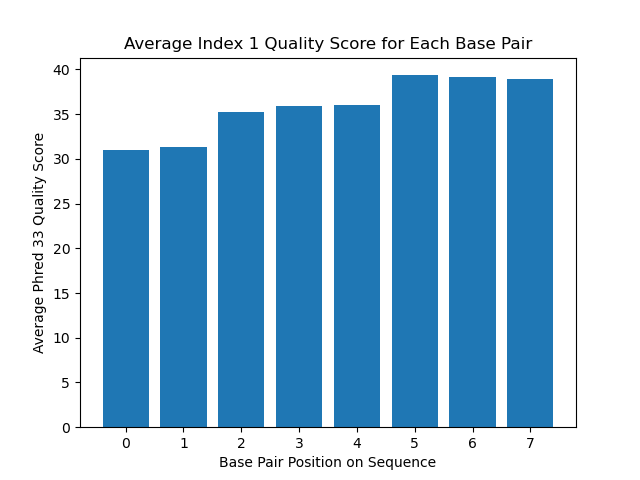 Average Index 1 Quality Score for Each Base Pair
Average Phred 33 Quality Score
40
35
30
25
20
15
10
5
0
0 1 2 3 4 5 6 7
Base Pair Position on Sequence